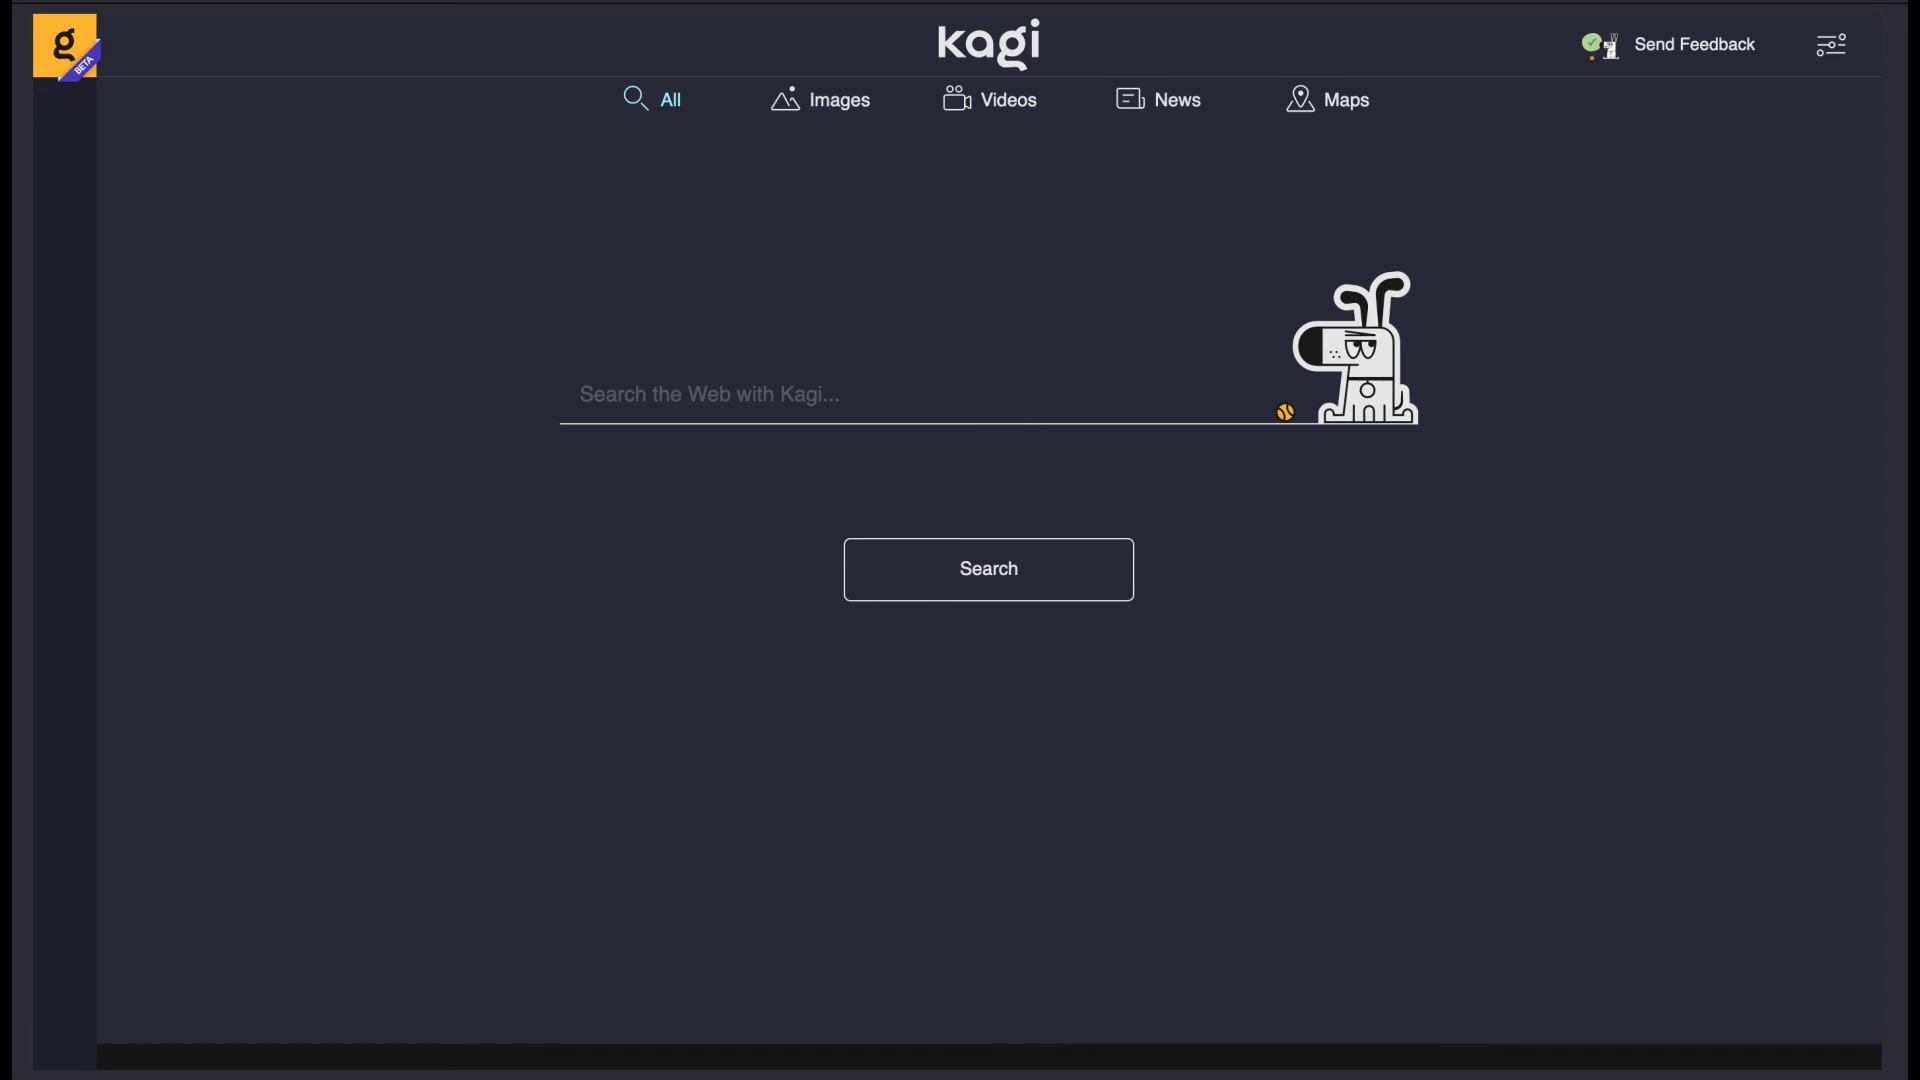 g
BETA
kagi
Send Feedback
All
Images
Videos
News
Maps
Search the Web with Kagi...
Search